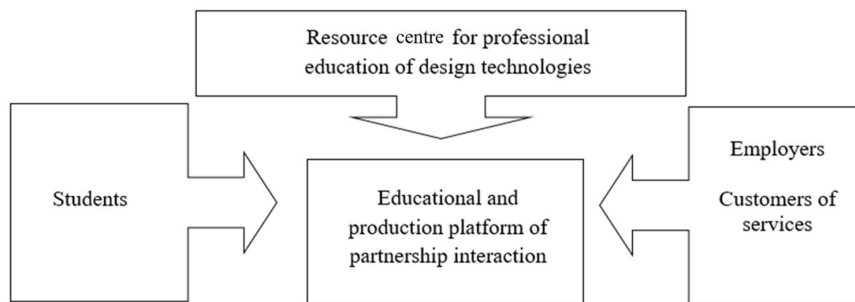 Resource centre for professional
education of design technologies
Students
Educational and
production platform of
partnership interaction
Employers
Customers of
services